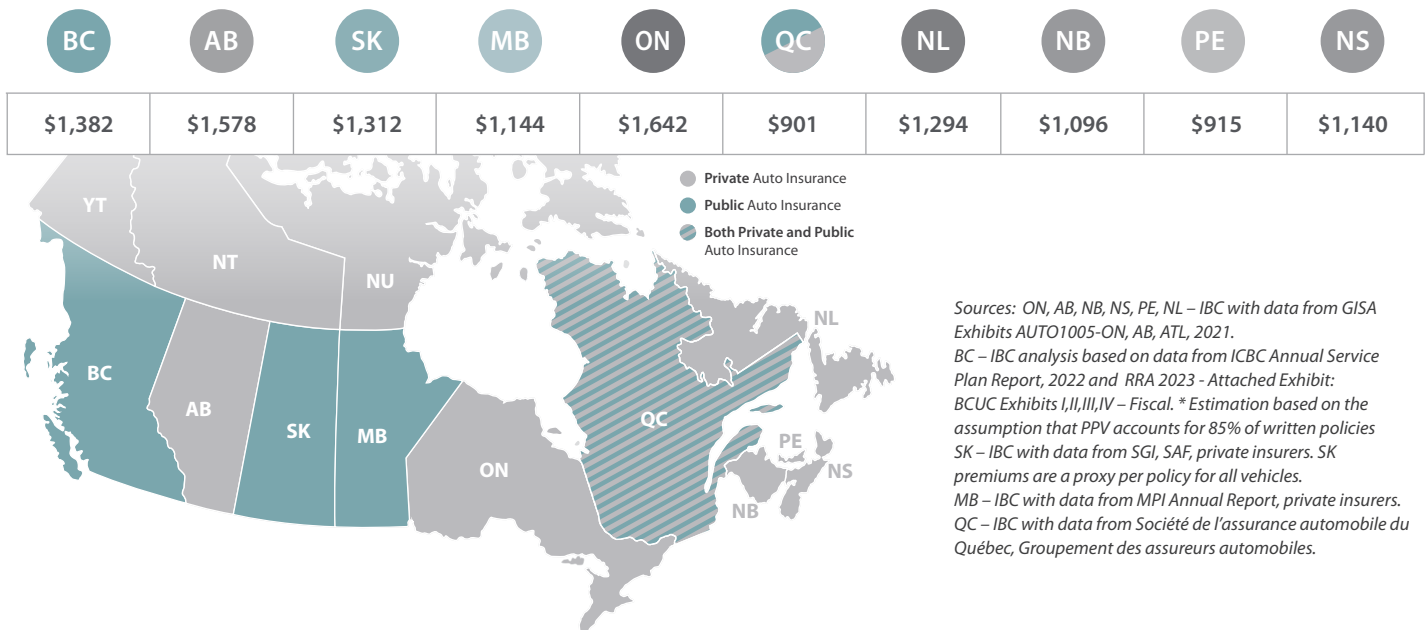 BC AB SK MB ON QC NL NB PE NS
$1,382 $1,578 $1,312 $1,144 $1,642 $901 $1,294 $1,096 $915 $1,140
Private Auto Insurance
Public Auto Insurance
Both Private and Public
Auto Insurance
YT
NT
NU
BC
AB
SK
MB
ON
QC
NL
PE
NS
NB
Sources: ON, AB, NB, NS, PE, NL – IBC with data from GISA
Exhibits AUTO1005-ON, AB, ATL, 2021.
BC – IBC analysis based on data from ICBC Annual Service
Plan Report, 2022 and RRA 2023 - Attached Exhibit:
BCUC Exhibits I,II,III,IV – Fiscal. * Estimation based on the
assumption that PPV accounts for 85% of written policies
SK – IBC with data from SGI, SAF, private insurers. SK
premiums are a proxy per policy for all vehicles.
MB – IBC with data from MPI Annual Report, private insurers.
QC – IBC with data from Société de l'assurance automobile du
Québec, Groupement des assureurs automobiles.